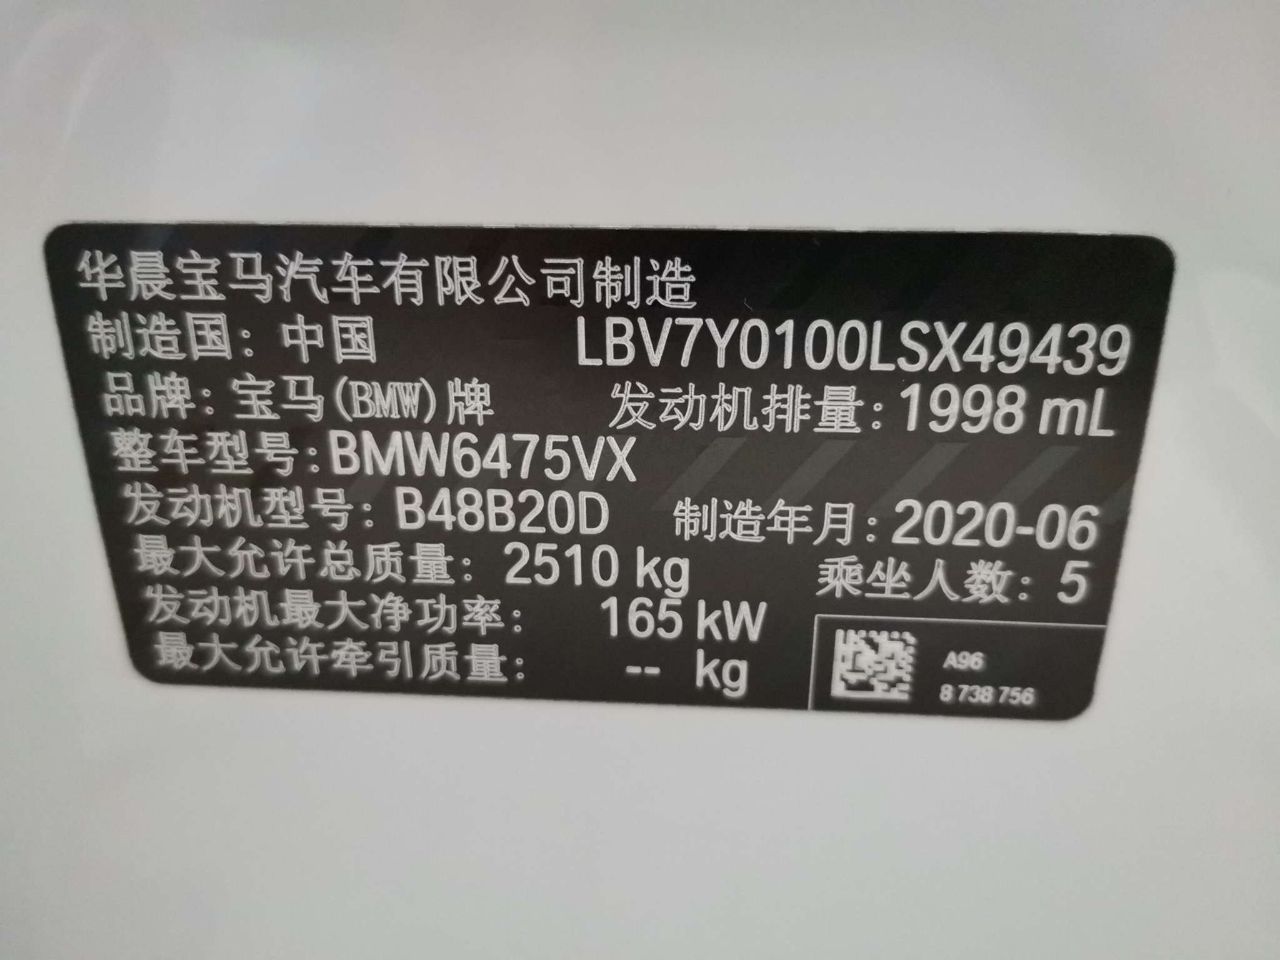 华晨宝马汽车有限公司制造
制造国：中国 LBV7Y0100LSX49439
品牌：宝马(BMW)牌 发动机排量：1998 mL
整车型号：BMW6475VX
发动机型号：B48B20D 制造年月：2020-06
最大允许总质量：2510 kg 乘坐人数：5
发动机最大净功率：165 kW
最大允许牵引质量：-- kg
A96
8 738 756